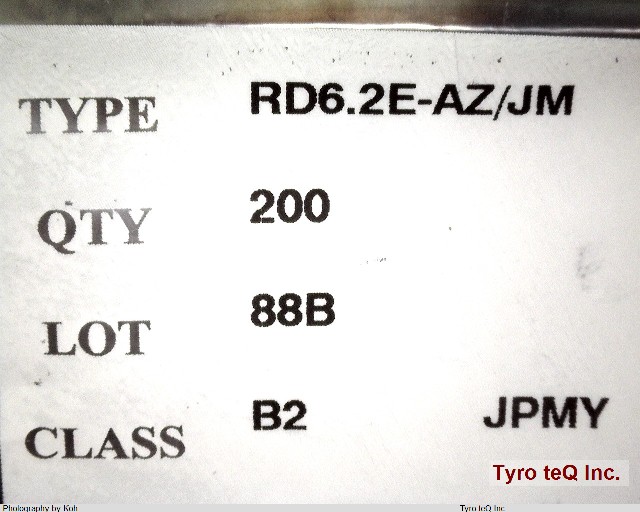 TYPE RD6.2E-AZ/JM
QTY 200
LOT 88B
CLASS B2 JPMY
Tyro teQ Inc.
Photography by Koh Tyro teQ Inc